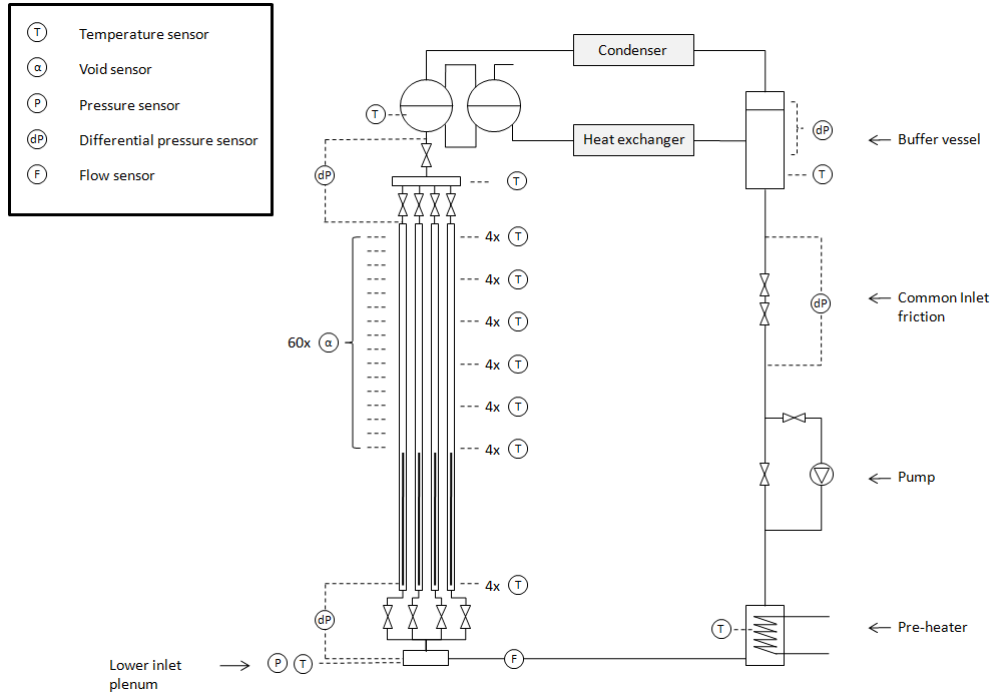 T Temperature sensor
α Void sensor
P Pressure sensor
dP Differential pressure sensor
F Flow sensor
Condenser
Heat exchanger
T
dP
Buffer vessel
T
dP
T
4x T
4x T
4x T
4x T
4x T
4x T
60x α
dP
Common Inlet
friction
Pump
4x T
dP
T
Pre-heater
Lower inlet
plenum
P T
F